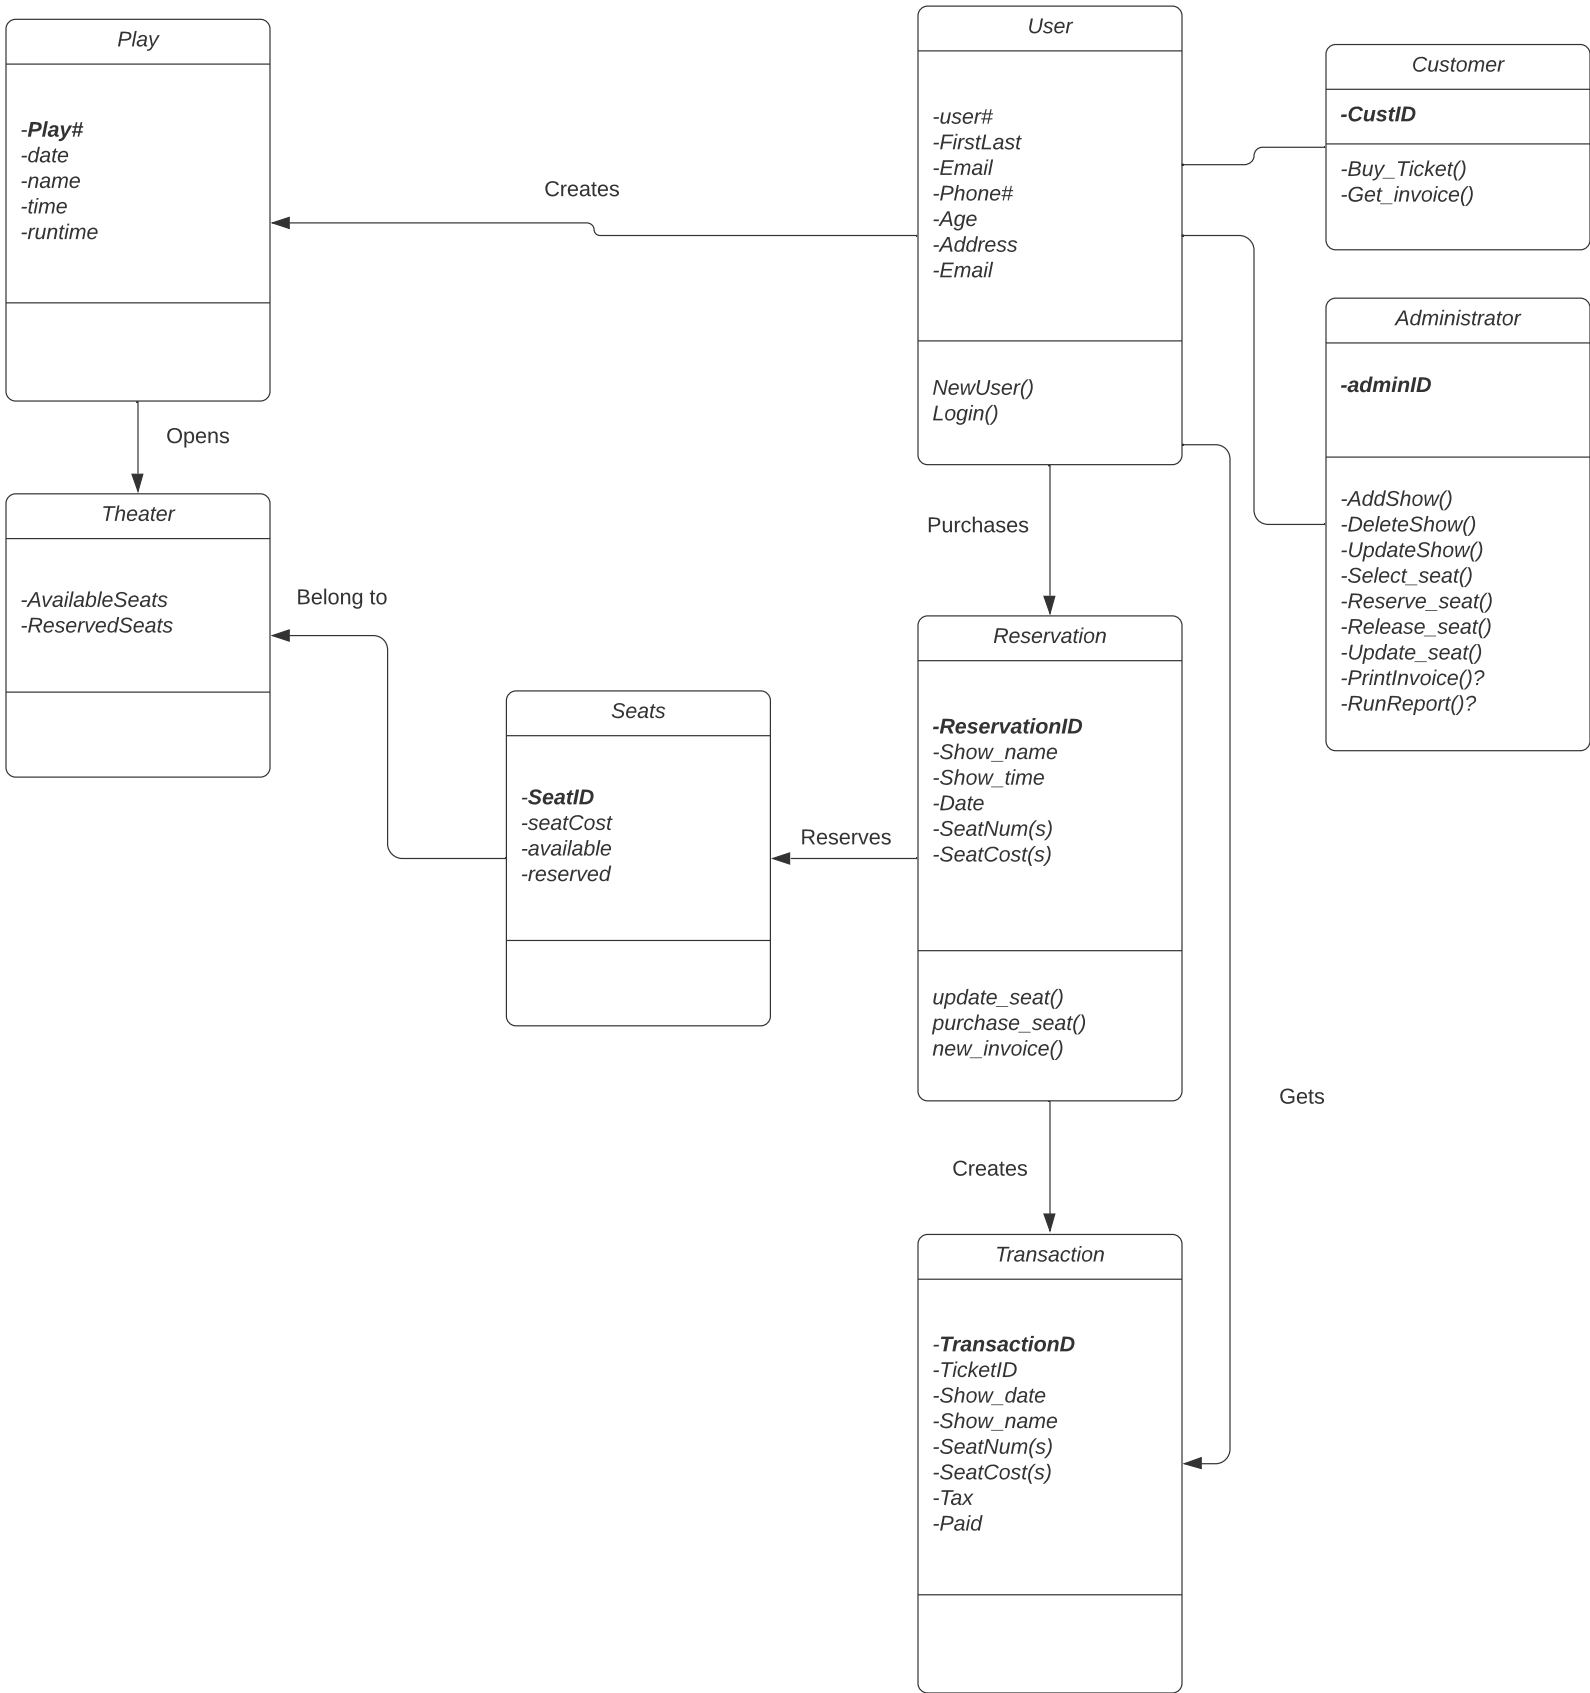 Play
-Play#
-date
-name
-time
-runtime
Creates
User
-user#
-FirstLast
-Email
-Phone#
-Age
-Address
-Email
NewUser()
Login()
Customer
-CustID
-Buy_Ticket()
-Get_invoice()
Administrator
-adminID
-AddShow()
-DeleteShow()
-UpdateShow()
-Select_seat()
-Reserve_seat()
-Release_seat()
-Update_seat()
-PrintInvoice()?
-RunReport()?
Opens
Theater
-AvailableSeats
-ReservedSeats
Belong to
Purchases
Seats
-SeatID
-seatCost
-available
-reserved
Reserves
Reservation
-ReservationID
-Show_name
-Show_time
-Date
-SeatNum(s)
-SeatCost(s)
update_seat()
purchase_seat()
new_invoice()
Gets
Creates
Transaction
-TransactionD
-TicketID
-Show_date
-Show_name
-SeatNum(s)
-SeatCost(s)
-Tax
-Paid